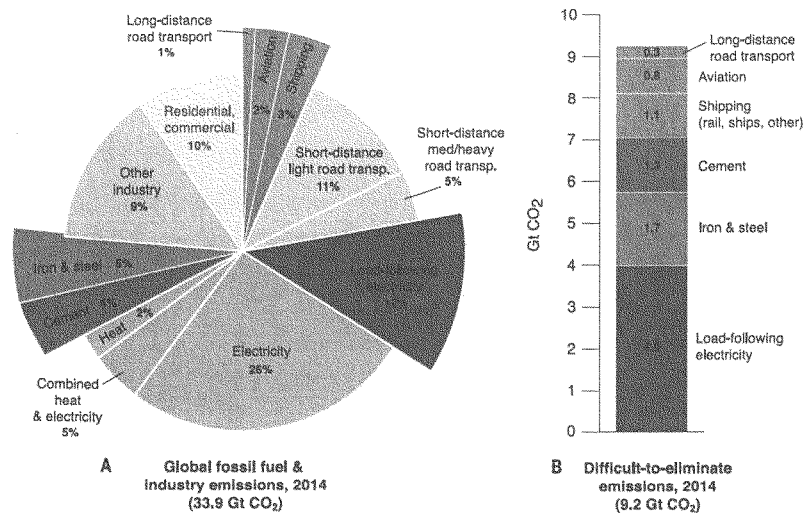 A
Long-distance
road transport
1%
Aviation
2%
Shipping
3%
Residential,
commercial
10%
Short-distance
light road transp.
11%
Short-distance
med/heavy
road transp.
5%
Other
industry
9%
Iron & steel 5%
Cement
Heat 2%
Combined
heat
& electricity
5%
Electricity
26%
Load-following
electricity
A Global fossil fuel &
industry emissions, 2014
(33.9 Gt CO₂)
B
10
9
8
7
6
5
4
3
2
1
0
Gt CO₂
0.3
0.8
1.1
1.3
1.7
Long-distance
road transport
Aviation
Shipping
(rail, ships, other)
Cement
Iron & steel
Load-following
electricity
B Difficult-to-eliminate
emissions, 2014
(9.2 Gt CO₂)